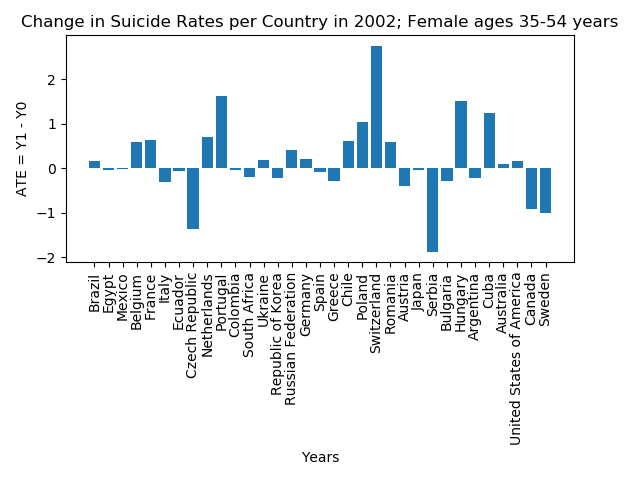 Change in Suicide Rates per Country in 2002; Female ages 35-54 years
ATE = Y1 - Y0
2
1
0
−1
−2
Brazil
Egypt
Mexico
Belgium
France
Italy
Ecuador
Czech Republic
Netherlands
Portugal
Colombia
South Africa
Ukraine
Republic of Korea
Russian Federation
Germany
Spain
Greece
Chile
Poland
Switzerland
Romania
Austria
Japan
Serbia
Bulgaria
Hungary
Argentina
Cuba
Australia
United States of America
Canada
Sweden
Years